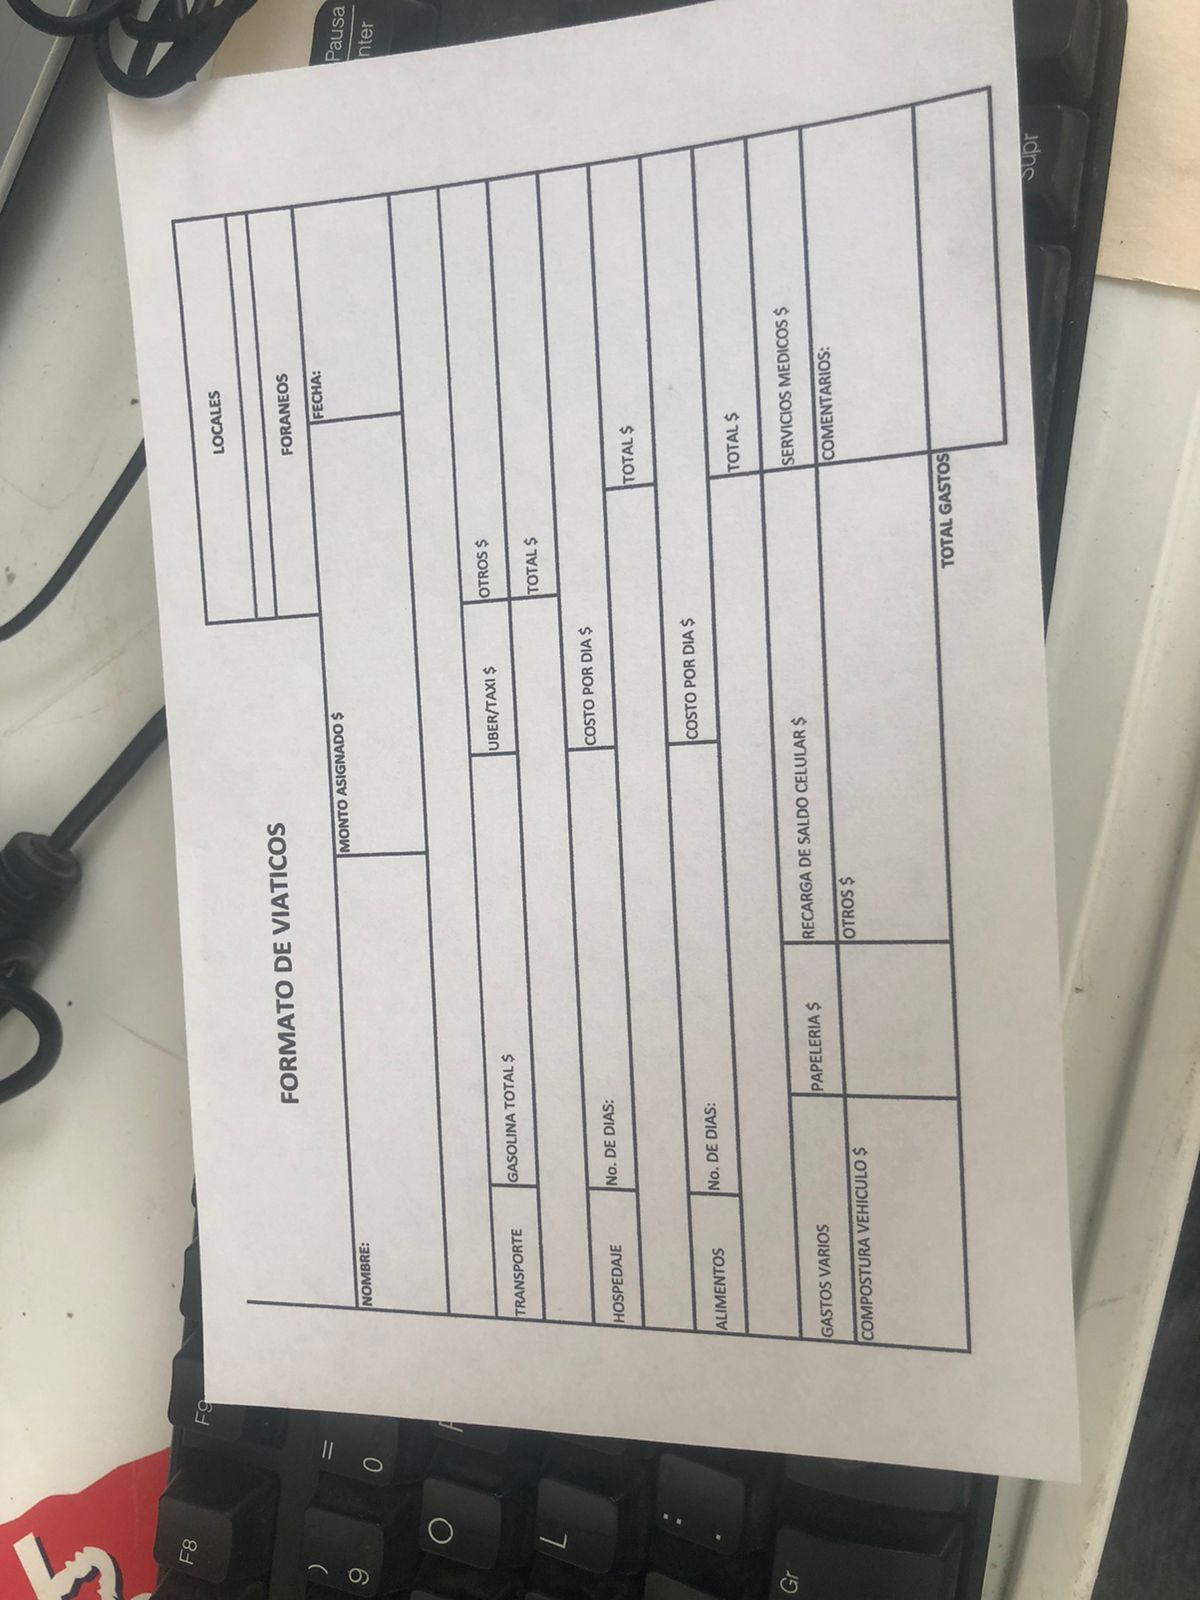 FORMATO DE VIATICOS
LOCALES
FORANEOS
NOMBRE:
MONTO ASIGNADO $
FECHA:
TRANSPORTE
GASOLINA TOTAL $
UBER/TAXI $
OTROS $
TOTAL $
HOSPEDAJE
No. DE DIAS:
COSTO POR DIA $
TOTAL $
ALIMENTOS
No. DE DIAS:
COSTO POR DIA $
TOTAL $
GASTOS VARIOS
PAPELERIA $
RECARGA DE SALDO CELULAR $
SERVICIOS MEDICOS $
COMPOSTURA VEHICULO $
OTROS $
COMENTARIOS:
TOTAL GASTOS
Pausa
nter
Supr
F9
F8
=
0
)
9
O
L
:
.
Gr
5